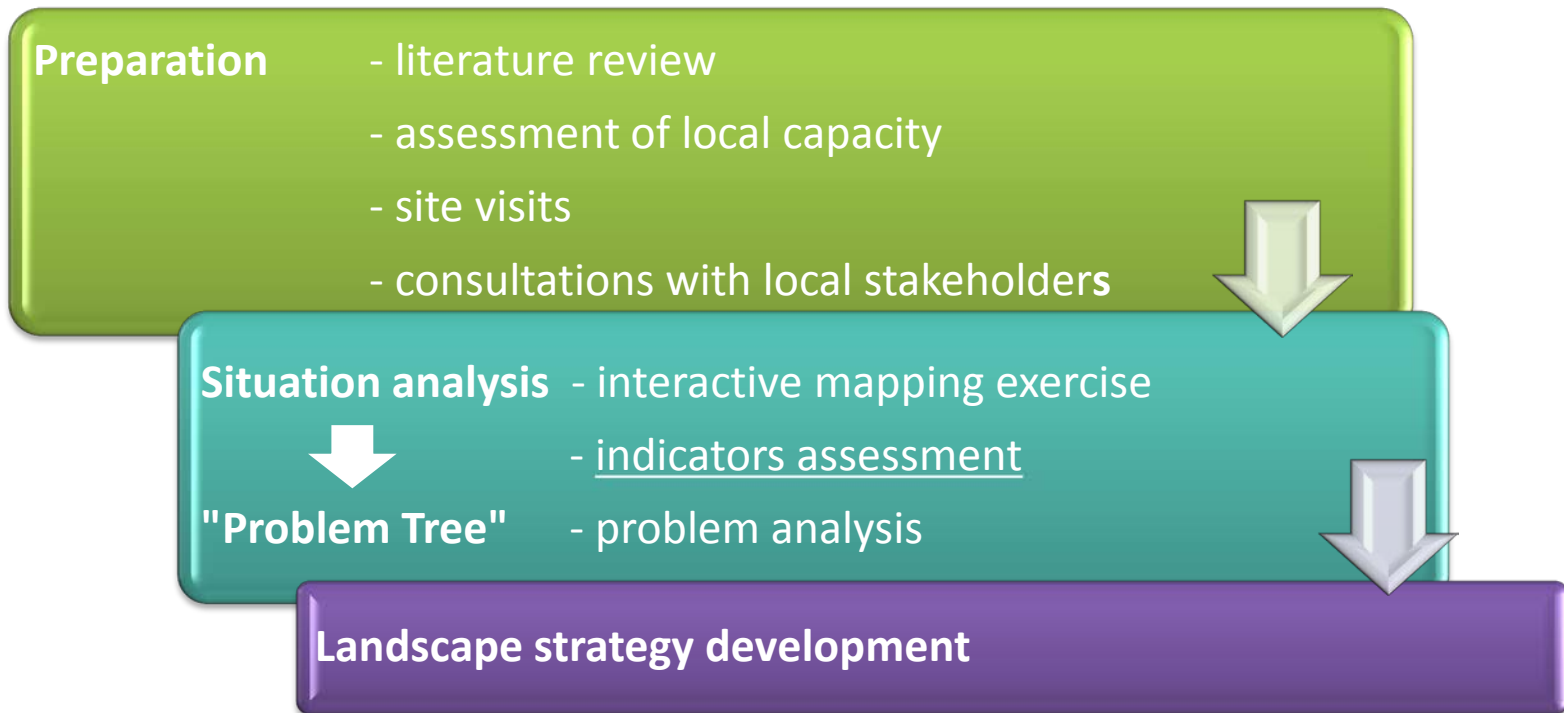 Preparation - literature review
- assessment of local capacity
- site visits
- consultations with local stakeholders
Situation analysis - interactive mapping exercise
- indicators assessment
"Problem Tree" - problem analysis
Landscape strategy development